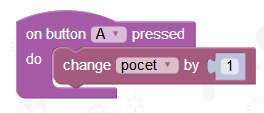 on button A pressed
do change pocet by 1